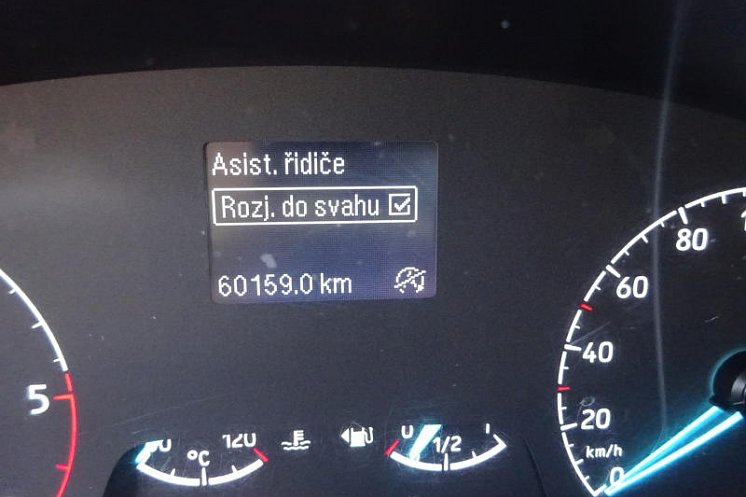 Asist. řidiče
Rozj. do svahu
60159.0 km
80
60
40
20
0
km/h
5
120
°C
0
1/2